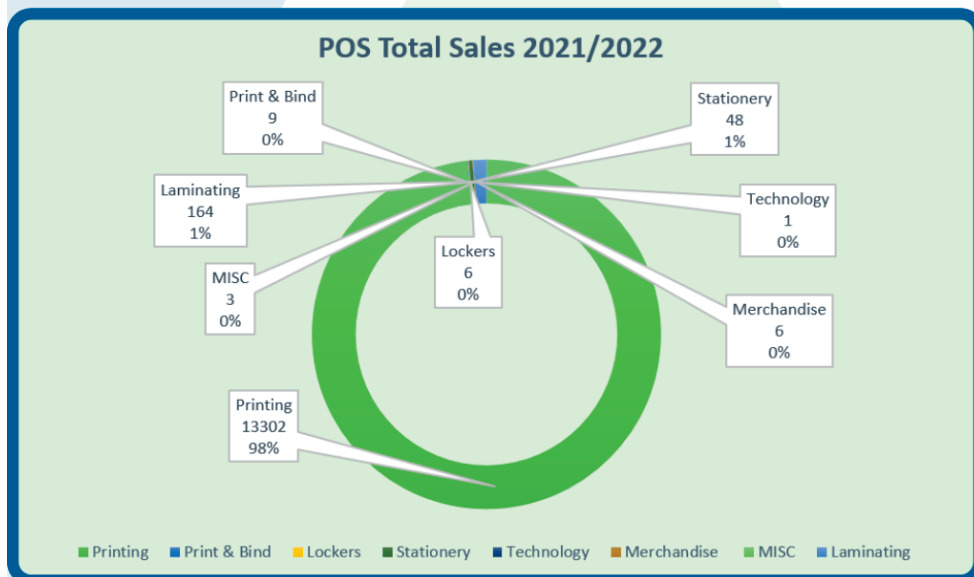 POS Total Sales 2021/2022
Print & Bind
9
0%
Stationery
48
1%
Laminating
164
1%
Technology
1
0%
Lockers
6
0%
MISC
3
0%
Merchandise
6
0%
Printing
13302
98%
Printing Print & Bind Lockers Stationery Technology Merchandise MISC Laminating